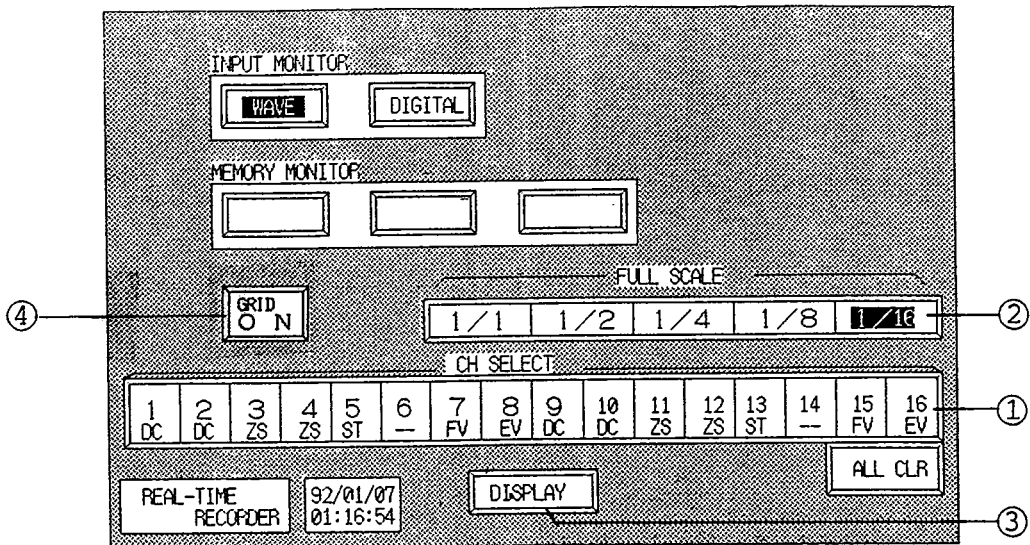 INPUT MONITOR
WAVE DIGITAL
MEMORY MONITOR
FULL SCALE
④ GRID
O N
1/1 1/2 1/4 1/8 1/16 ②
CH SELECT
1 2 3 4 5 6 7 8 9 10 11 12 13 14 15 16 ①
DC DC ZS ZS ST -- FV EV DC DC ZS ZS ST -- FV EV
ALL CLR
REAL-TIME
RECORDER
92/01/07
01:16:54
DISPLAY
③